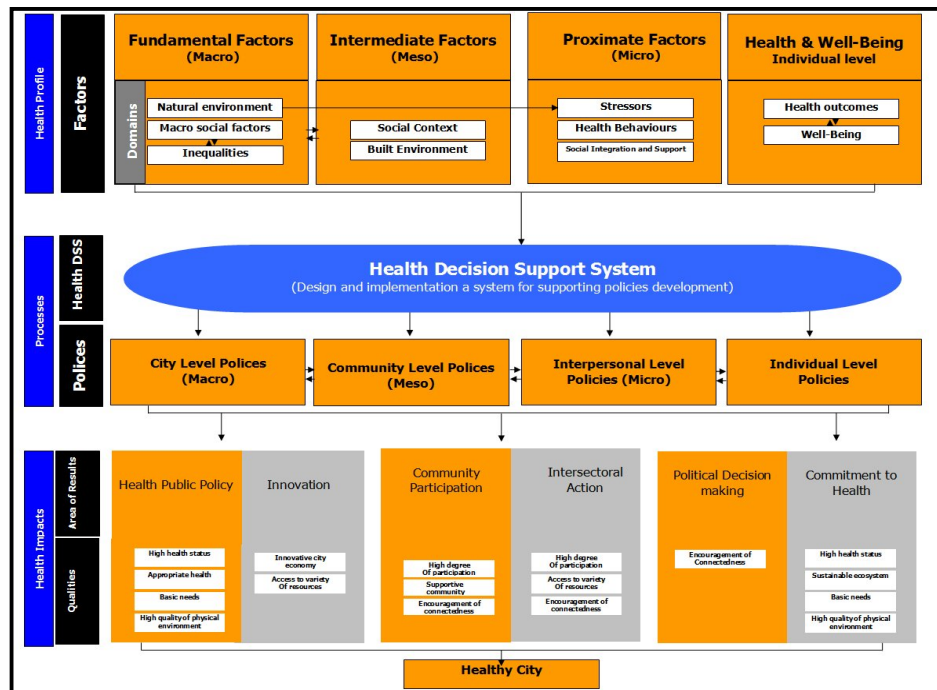 Health Profile
Factors
Fundamental Factors
(Macro)
Intermediate Factors
(Meso)
Proximate Factors
(Micro)
Health & Well-Being
Individual level
Domains
Natural environment
Macro social factors
Inequalities
Social Context
Built Environment
Stressors
Health Behaviours
Social Integration and Support
Health outcomes
Well-Being
Processes
Health DSS
Health Decision Support System
(Design and implementation a system for supporting policies development)
Polices
City Level Polices
(Macro)
Community Level Polices
(Meso)
Interpersonal Level
Policies (Micro)
Individual Level
Policies
Health Impacts
Area of Results
Health Public Policy
Innovation
Community
Participation
Intersectoral
Action
Political Decision
making
Commitment to
Health
Qualities
High health status
Appropriate health
Basic needs
High quality of physical
environment
Innovative city
economy
Access to variety
Of resources
High degree
Of participation
Supportive
community
Encouragement of
connectedness
High degree
Of participation
Access to variety
Of resources
Encouragement of
connectedness
Encouragement of
Connectedness
High health status
Sustainable ecosystem
Basic needs
High quality of physical
environment
Healthy City